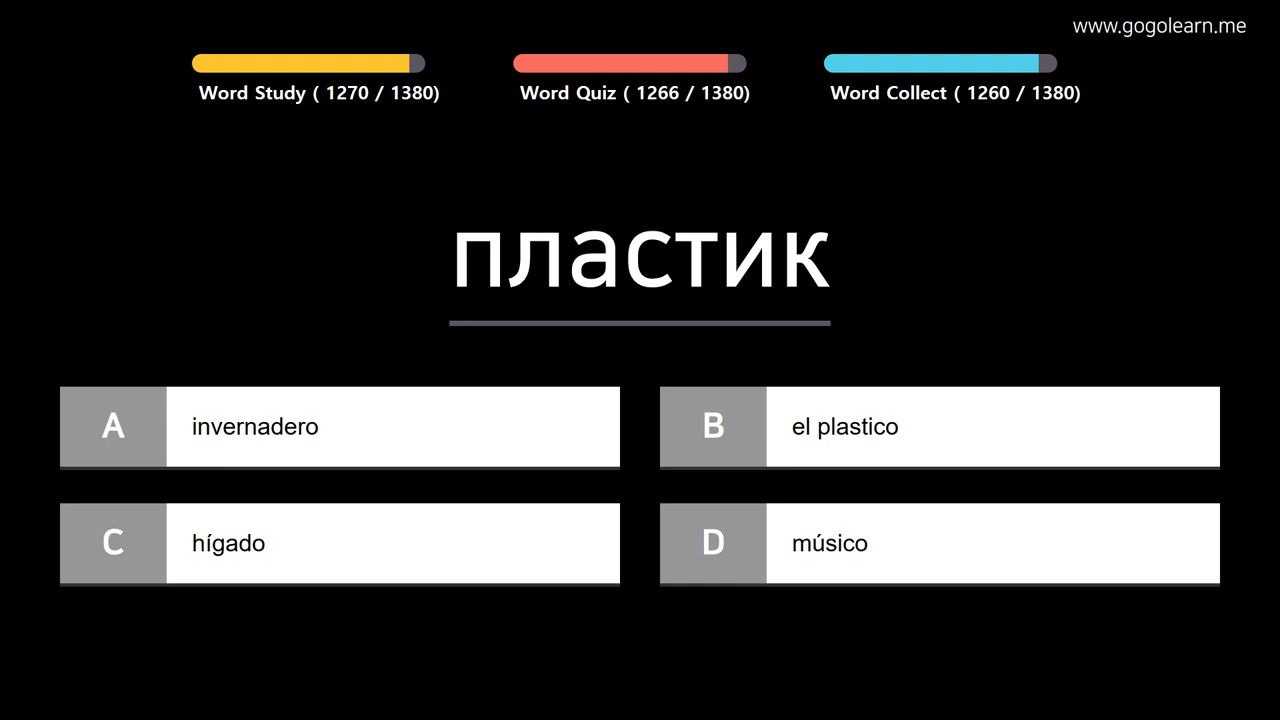 www.gogolearn.me
Word Study ( 1270 / 1380)
Word Quiz ( 1266 / 1380)
Word Collect ( 1260 / 1380)
пластик
A invernadero
B el plastico
C hígado
D músico